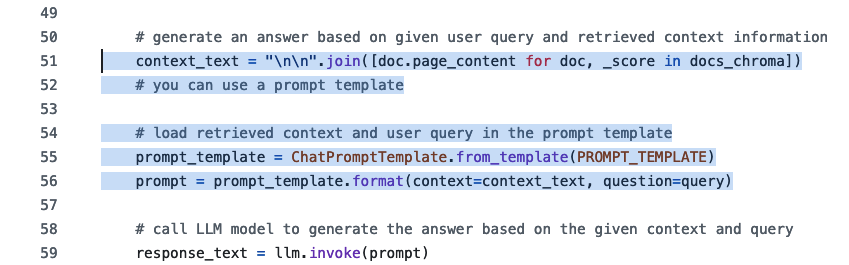 49
50 # generate an answer based on given user query and retrieved context information
51 context_text = "\n\n".join([doc.page_content for doc, _score in docs_chroma])
52 # you can use a prompt template
53
54 # load retrieved context and user query in the prompt template
55 prompt_template = ChatPromptTemplate.from_template(PROMPT_TEMPLATE)
56 prompt = prompt_template.format(context=context_text, question=query)
57
58 # call LLM model to generate the answer based on the given context and query
59 response_text = llm.invoke(prompt)